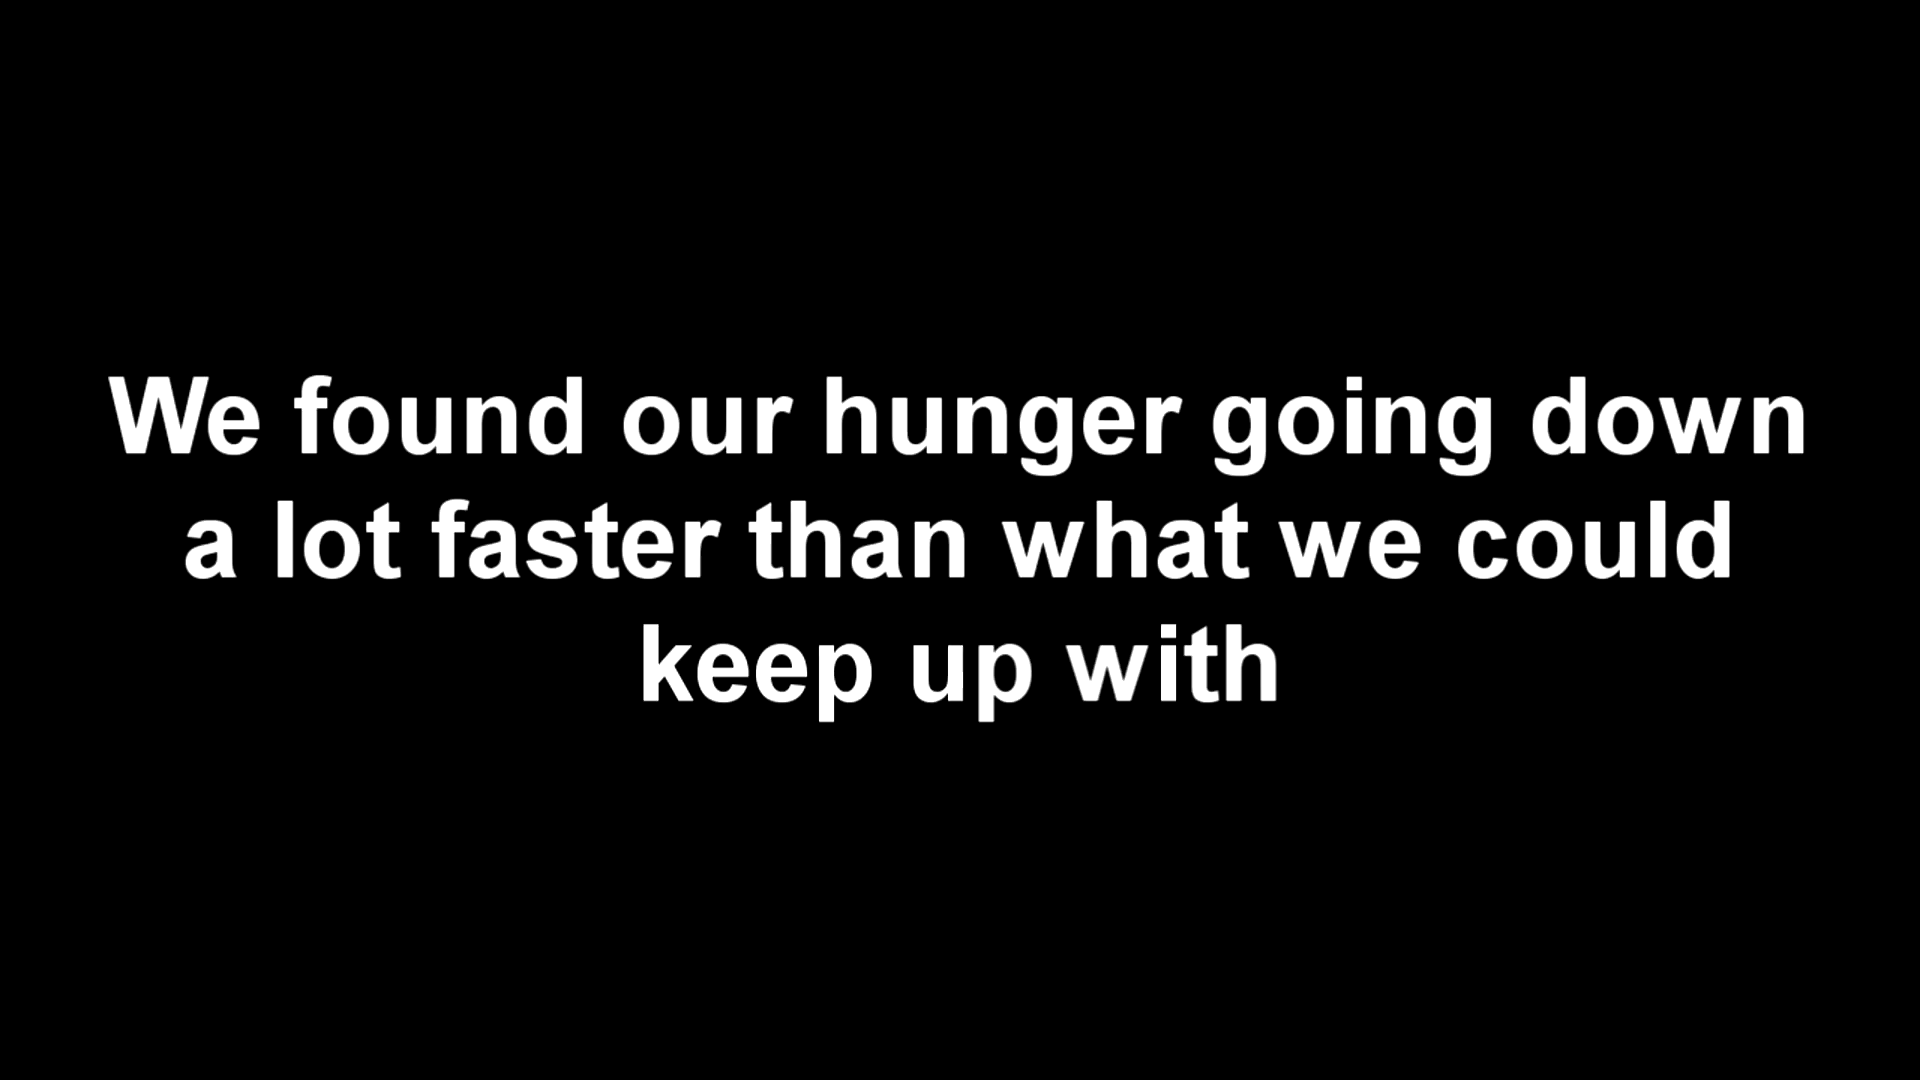 We found our hunger going down
a lot faster than what we could
keep up with